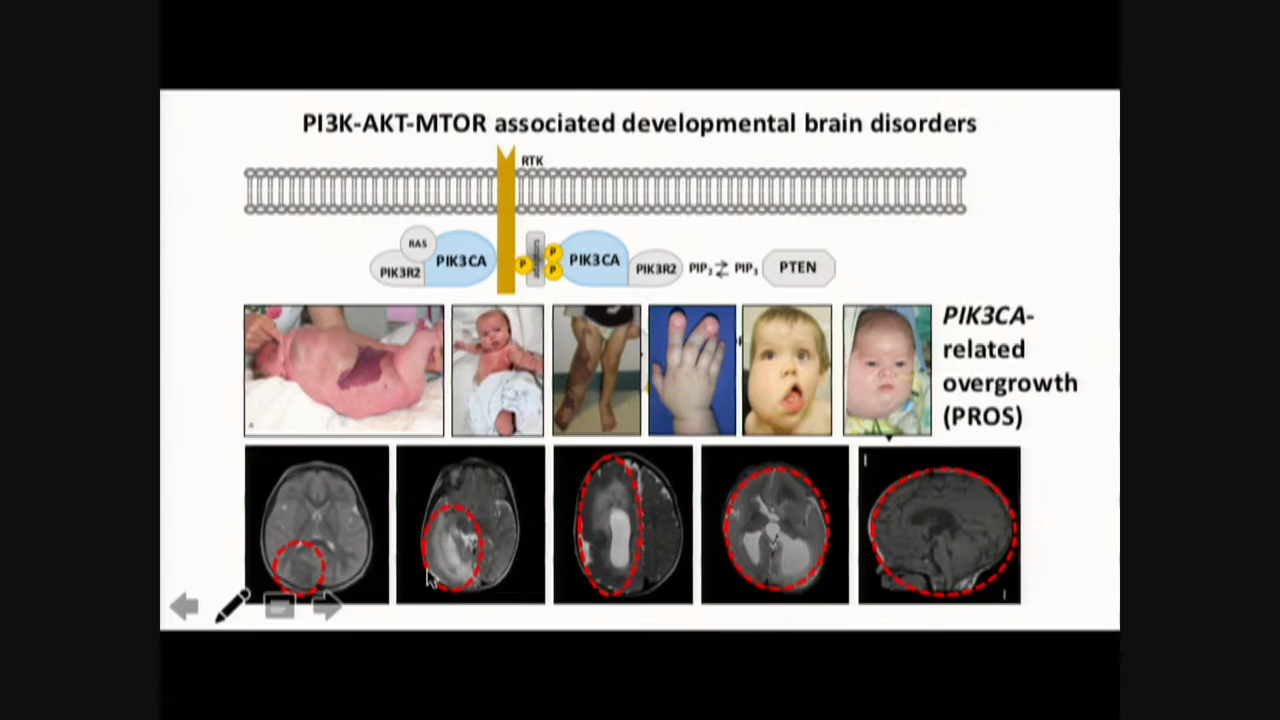 PI3K-AKT-MTOR associated developmental brain disorders
RTK
RAS
PIK3R2
PIK3CA
P
P
P
PIK3CA
PIK3R2
PIP₂
PIP₃
PTEN
PIK3CA-
related
overgrowth
(PROS)